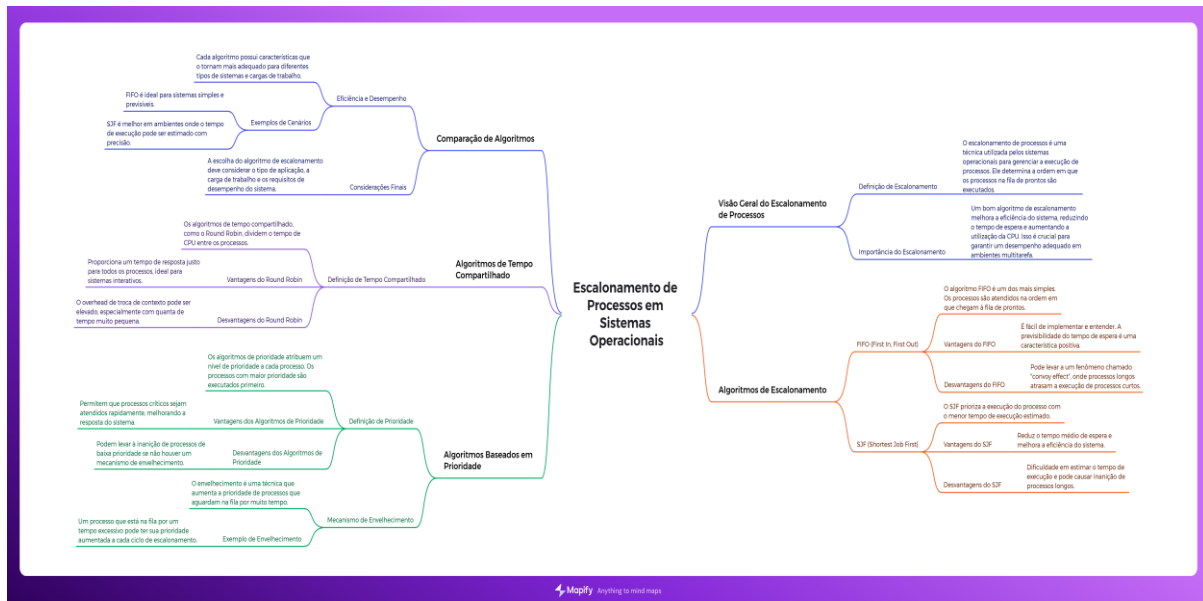 Escalonamento de
Processos em
Sistemas
Operacionais
Visão Geral do Escalonamento
de Processos
Definição de Escalonamento
O escalonamento de processos é uma
técnica utilizada pelos sistemas
operacionais para gerenciar a execução de
processos. Ele determina a ordem em que
os processos na fila de prontos são
executados.
Importância do Escalonamento
Um bom algoritmo de escalonamento
melhora a eficiência do sistema, reduzindo
o tempo de espera e aumentando a
utilização da CPU. Isso é crucial para
garantir um desempenho adequado em
ambientes multitarefa.
Algoritmos de Escalonamento
FIFO (First In, First Out)
O algoritmo FIFO é um dos mais simples.
Os processos são atendidos na ordem em
que chegam à fila de prontos.
Vantagens do FIFO
É fácil de implementar e entender. A
previsibilidade do tempo de espera é uma
característica positiva.
Desvantagens do FIFO
Pode levar a um fenômeno chamado
"convoy effect", onde processos longos
atrasam a execução de processos curtos.
SJF (Shortest Job First)
O SJF prioriza a execução do processo com
o menor tempo de execução estimado.
Vantagens do SJF
Reduz o tempo médio de espera e
melhora a eficiência do sistema.
Desvantagens do SJF
Dificuldade em estimar o tempo de
execução e pode causar inanição de
processos longos.
Comparação de Algoritmos
Eficiência e Desempenho
Cada algoritmo possui características que
o tornam mais adequado para diferentes
tipos de sistemas e cargas de trabalho.
Exemplos de Cenários
FIFO é ideal para sistemas simples e
previsíveis.
SJF é melhor em ambientes onde o tempo
de execução pode ser estimado com
precisão.
Considerações Finais
A escolha do algoritmo de escalonamento
deve considerar o tipo de aplicação, a
carga de trabalho e os requisitos de
desempenho do sistema.
Algoritmos de Tempo
Compartilhado
Definição de Tempo Compartilhado
Os algoritmos de tempo compartilhado,
como o Round Robin, dividem o tempo de
CPU entre os processos.
Vantagens do Round Robin
Proporciona um tempo de resposta justo
para todos os processos, ideal para
sistemas interativos.
Desvantagens do Round Robin
O overhead de troca de contexto pode ser
elevado, especialmente com quanta de
tempo muito pequena.
Algoritmos Baseados em
Prioridade
Definição de Prioridade
Os algoritmos de prioridade atribuem um
nível de prioridade a cada processo. Os
processos com maior prioridade são
executados primeiro.
Vantagens dos Algoritmos de Prioridade
Permitem que processos críticos sejam
atendidos rapidamente, melhorando a
resposta do sistema.
Desvantagens dos Algoritmos de
Prioridade
Podem levar à inanição de processos de
baixa prioridade se não houver um
mecanismo de envelhecimento.
Mecanismo de Envelhecimento
O envelhecimento é uma técnica que
aumenta a prioridade de processos que
aguardam na fila por muito tempo.
Exemplo de Envelhecimento
Um processo que está na fila por um
tempo excessivo pode ter sua prioridade
aumentada a cada ciclo de escalonamento.
Mapify Anything to mind maps